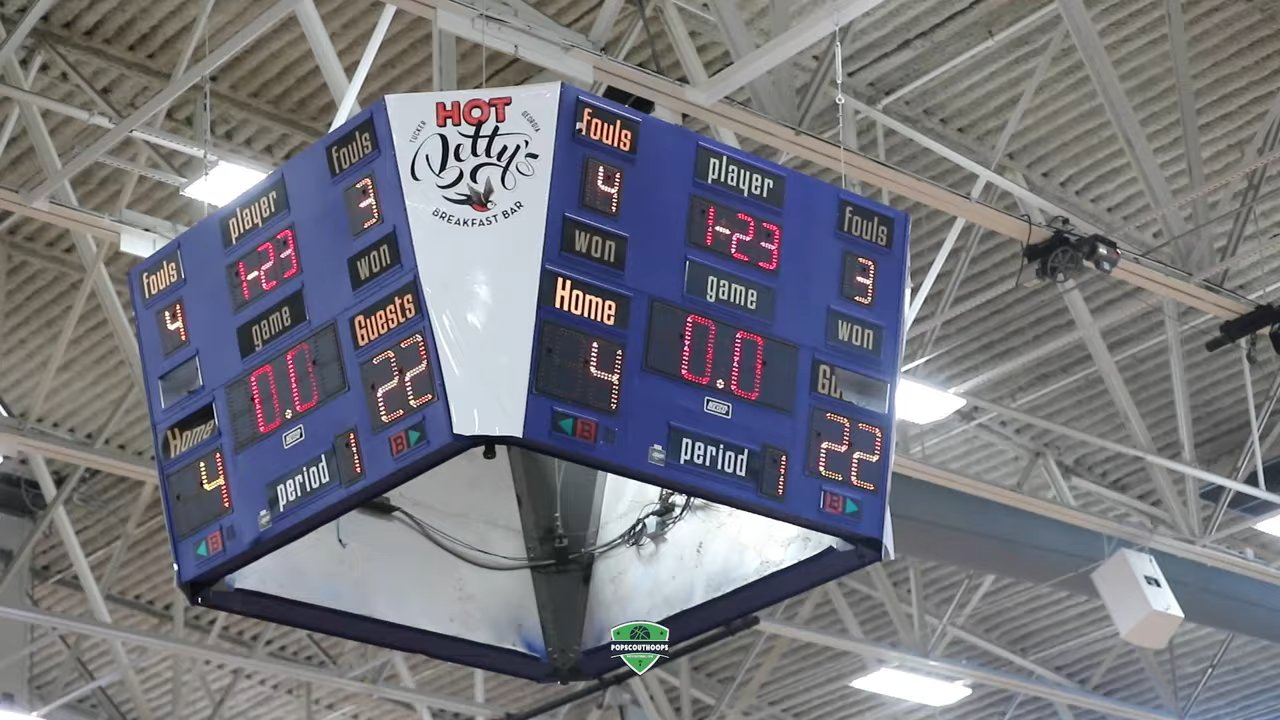 HOT
TUCKER
GEORGIA
Betty's
BREAKFAST BAR
fouls
player
fouls
3
1-23
won
4
game
Guests
0.0
22
Home
4
period 1
B
B
fouls
player
fouls
4
1-23
3
won
game
won
Home
0.0
Gu
4
22
period 1
B
B
POPSCOUTHOOPS